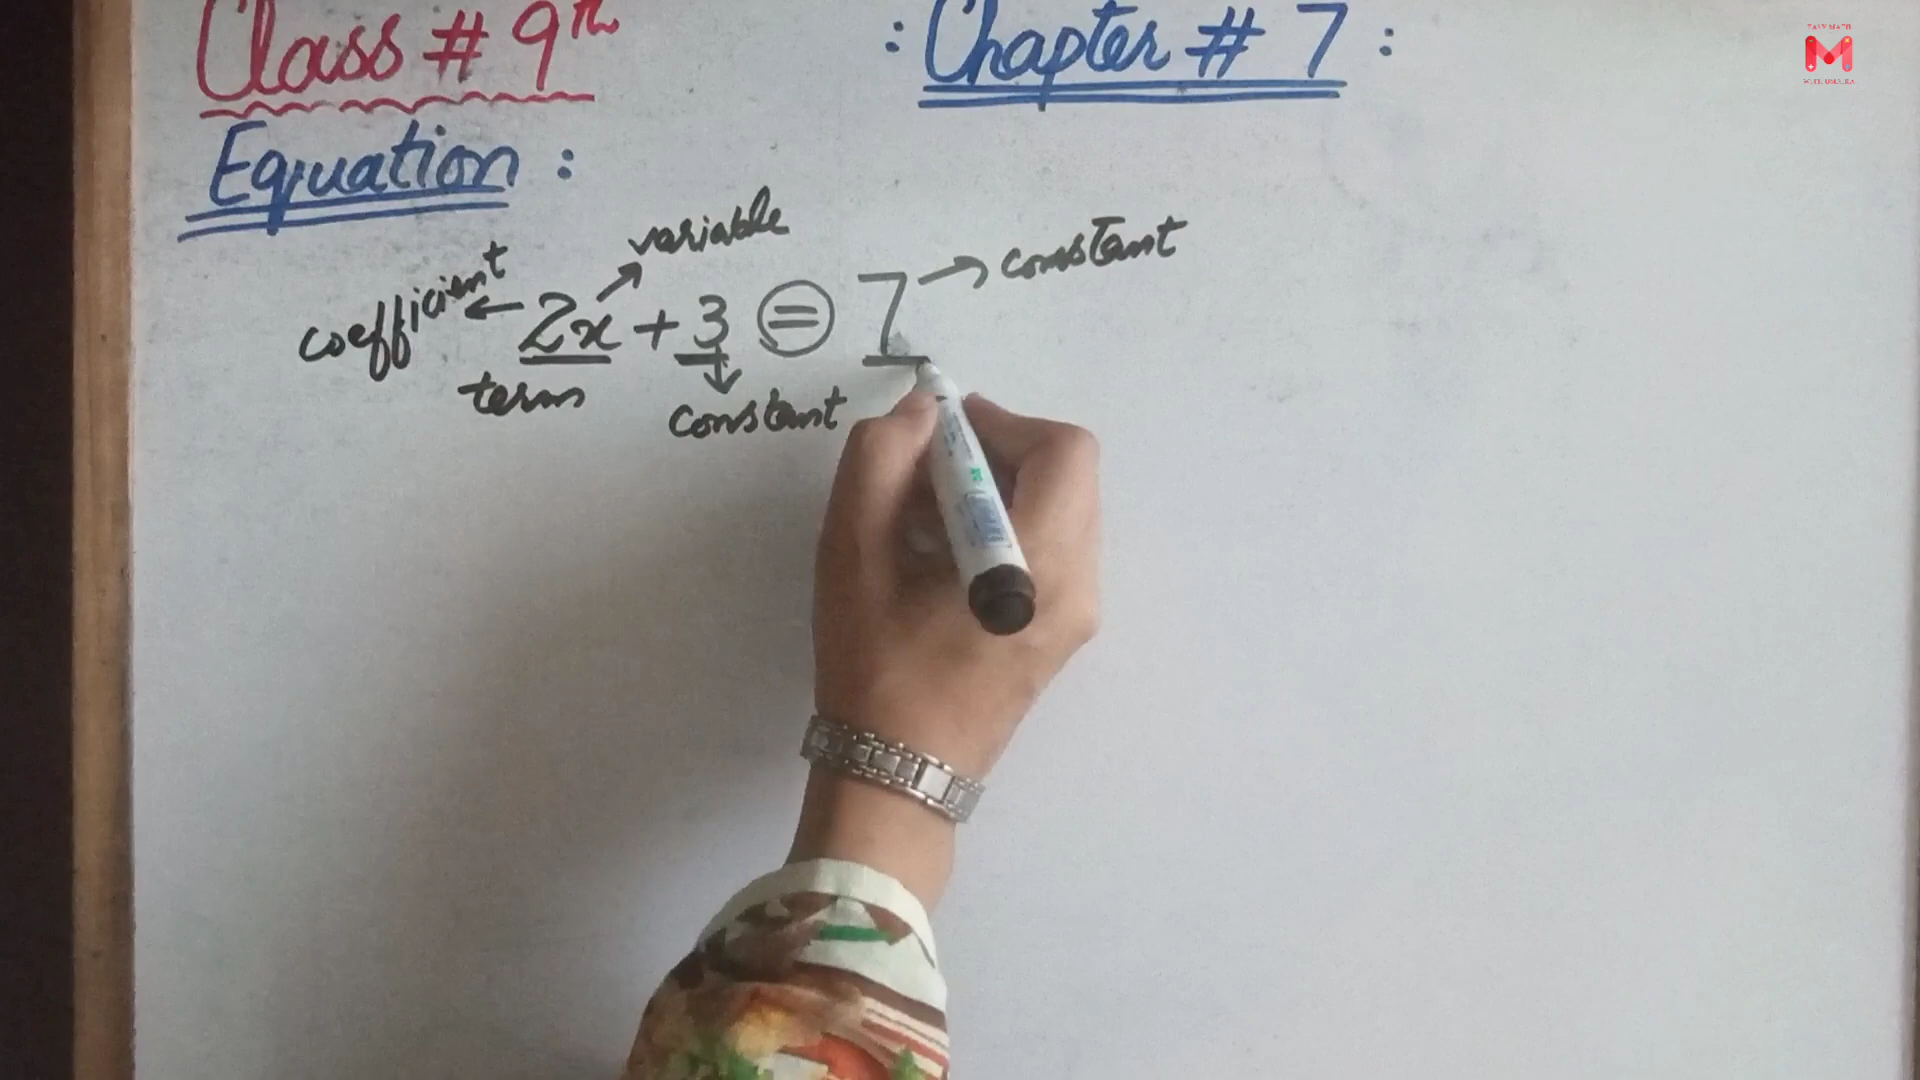 Class # 9th
: Chapter # 7 :
Equation :
variable
constant
coefficient
2x + 3 = 7
term
constant
M